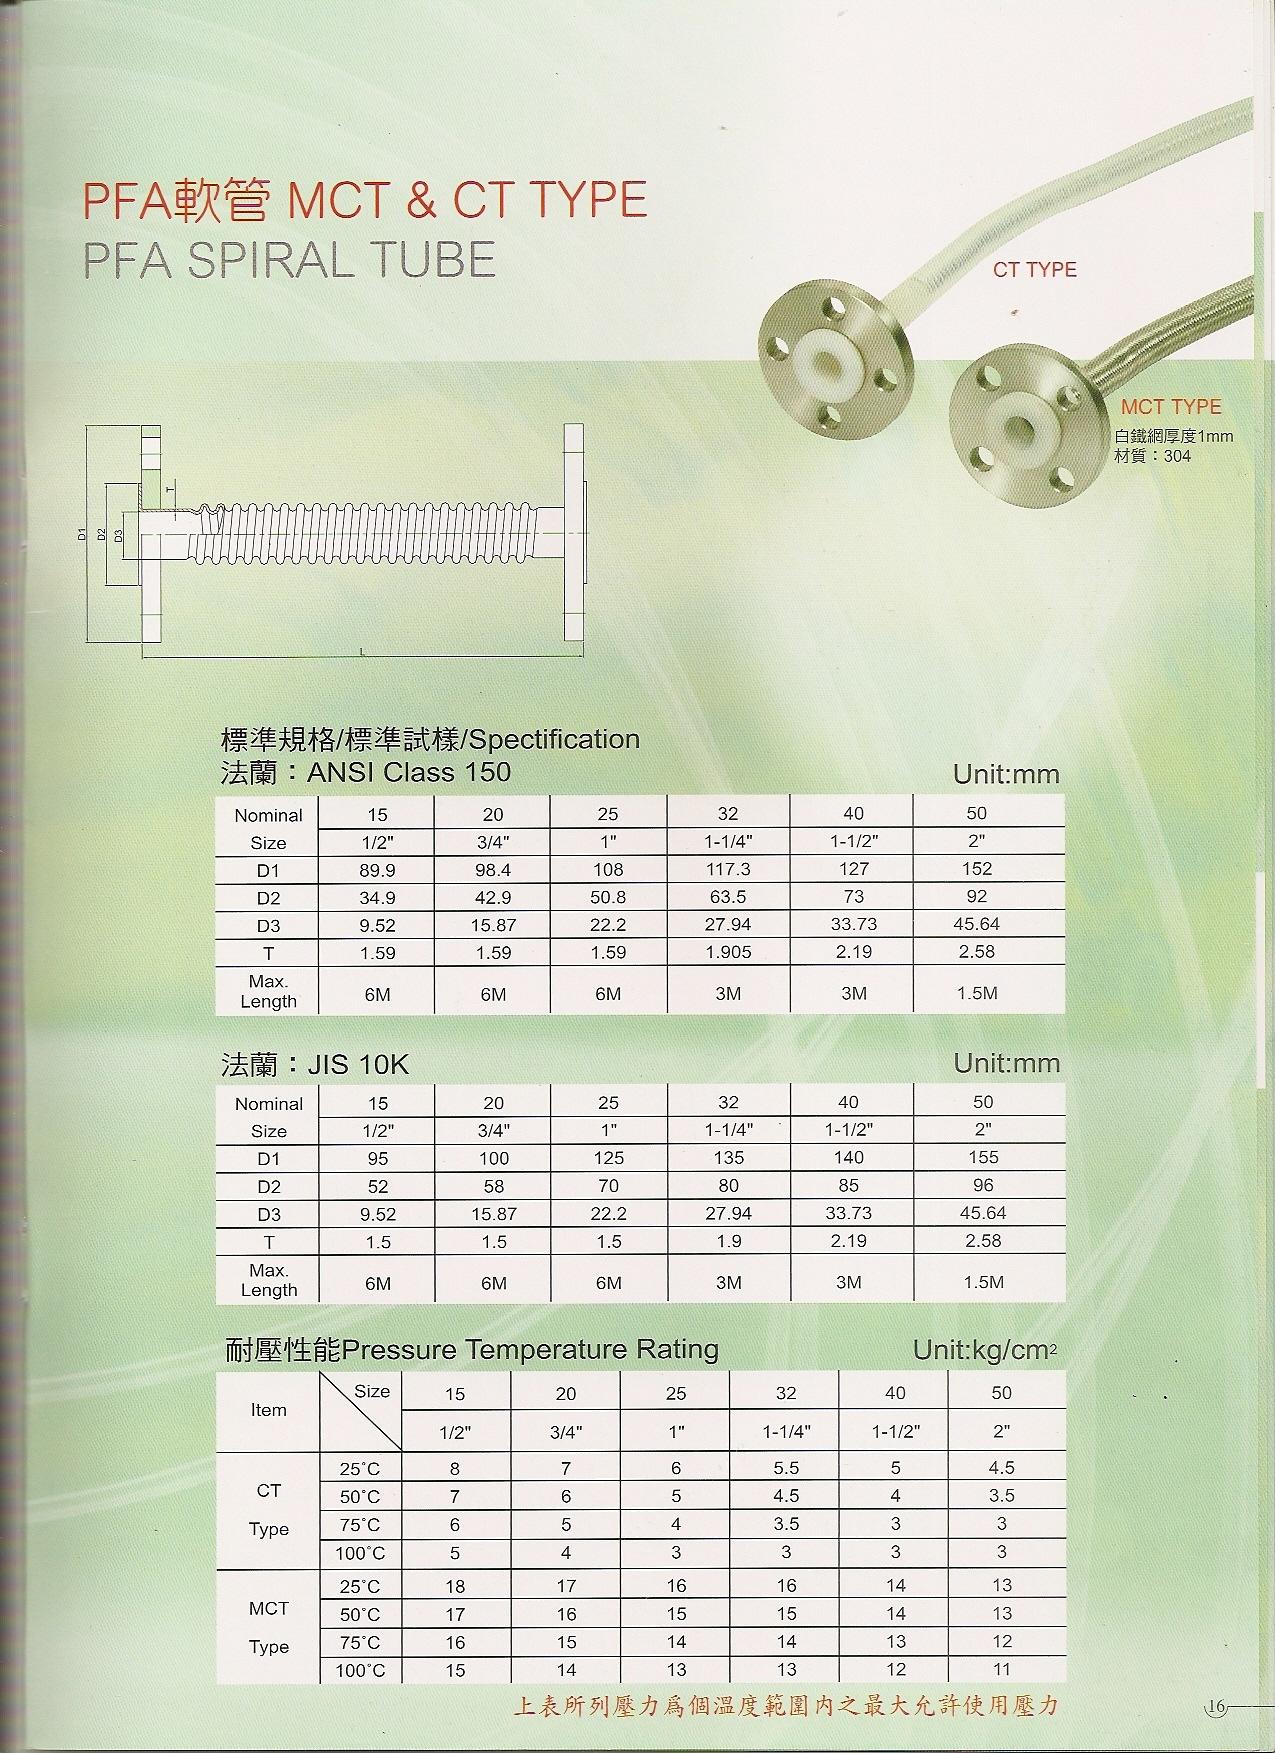 PFA軟管 MCT & CT TYPE
PFA SPIRAL TUBE
CT TYPE
MCT TYPE
白鐵網厚度1mm
材質：304
D1
D2
D3
T
L
標準規格/標準試樣/Spectification
法蘭：ANSI Class 150 Unit:mm
Nominal 15 20 25 32 40 50
Size 1/2" 3/4" 1" 1-1/4" 1-1/2" 2"
D1 89.9 98.4 108 117.3 127 152
D2 34.9 42.9 50.8 63.5 73 92
D3 9.52 15.87 22.2 27.94 33.73 45.64
T 1.59 1.59 1.59 1.905 2.19 2.58
Max.
Length 6M 6M 6M 3M 3M 1.5M
法蘭：JIS 10K Unit:mm
Nominal 15 20 25 32 40 50
Size 1/2" 3/4" 1" 1-1/4" 1-1/2" 2"
D1 95 100 125 135 140 155
D2 52 58 70 80 85 96
D3 9.52 15.87 22.2 27.94 33.73 45.64
T 1.5 1.5 1.5 1.9 2.19 2.58
Max.
Length 6M 6M 6M 3M 3M 1.5M
耐壓性能Pressure Temperature Rating Unit:kg/cm²
Item Size 15 20 25 32 40 50
1/2" 3/4" 1" 1-1/4" 1-1/2" 2"
CT
Type
25˚C 8 7 6 5.5 5 4.5
50˚C 7 6 5 4.5 4 3.5
75˚C 6 5 4 3.5 3 3
100˚C 5 4 3 3 3 3
MCT
Type
25˚C 18 17 16 16 14 13
50˚C 17 16 15 15 14 13
75˚C 16 15 14 14 13 12
100˚C 15 14 13 13 12 11
上表所列壓力爲個溫度範圍內之最大允許使用壓力
16